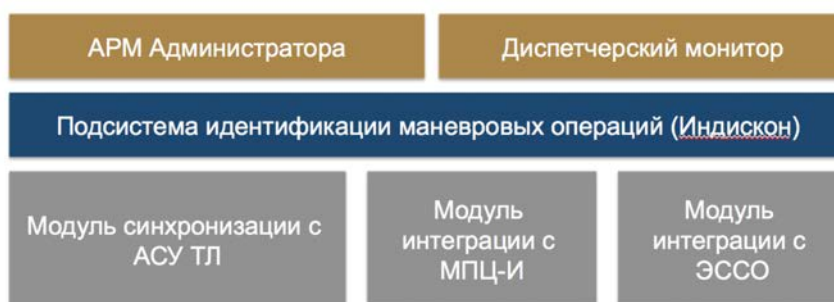 АРМ Администратора
Диспетчерский монитор
Подсистема идентификации маневровых операций (Индискон)
Модуль синхронизации с
АСУ ТЛ
Модуль
интеграции с
МПЦ-И
Модуль
интеграции с
ЭССО